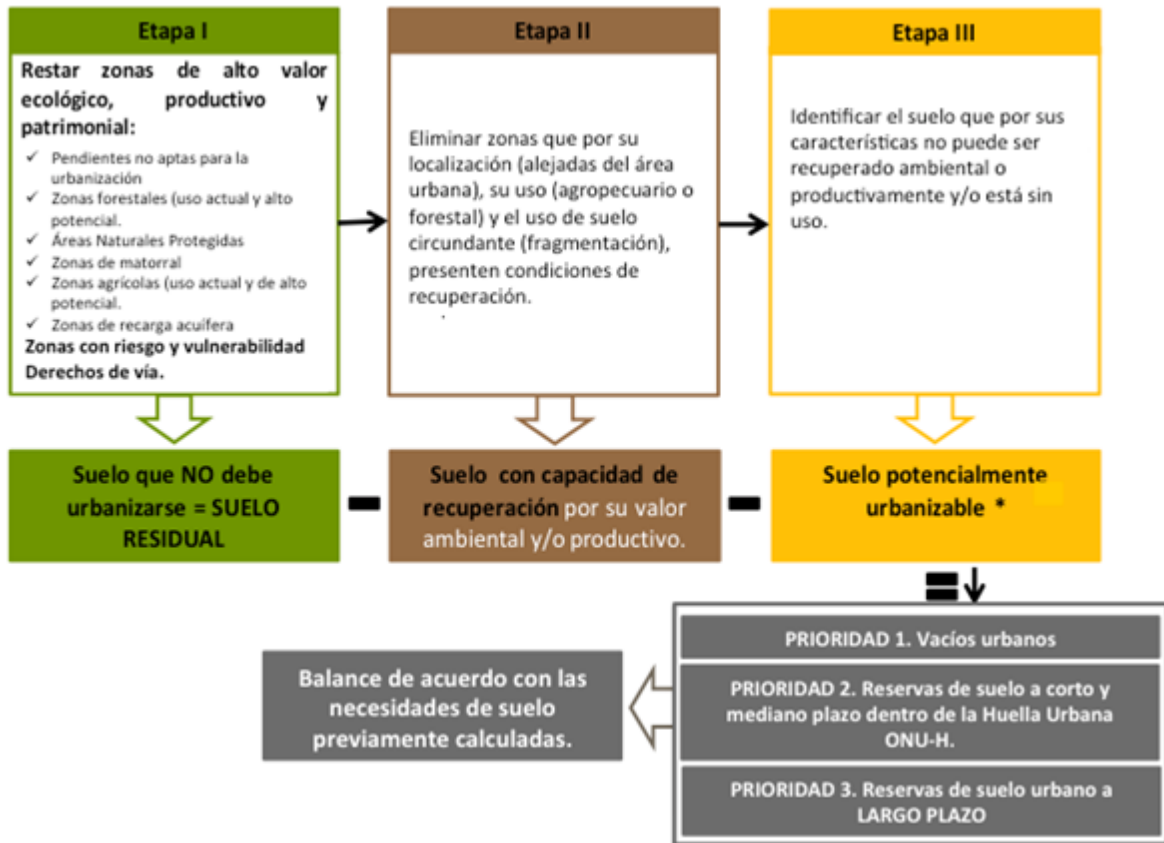 Etapa I
Restar zonas de alto valor
ecológico, productivo y
patrimonial:
✓ Pendientes no aptas para la
urbanización
✓ Zonas forestales (uso actual y alto
potencial.
✓ Áreas Naturales Protegidas
✓ Zonas de matorral
✓ Zonas agrícolas (uso actual y de alto
potencial.
✓ Zonas de recarga acuífera
Zonas con riesgo y vulnerabilidad
Derechos de vía.
Etapa II
Eliminar zonas que por su
localización (alejadas del área
urbana), su uso (agropecuario o
forestal) y el uso de suelo
circundante (fragmentación),
presenten condiciones de
recuperación.
Etapa III
Identificar el suelo que por sus
características no puede ser
recuperado ambiental o
productivamente y/o está sin
uso.
Suelo que NO debe
urbanizarse = SUELO
RESIDUAL
Suelo con capacidad de
recuperación por su valor
ambiental y/o productivo.
Suelo potencialmente
urbanizable *
PRIORIDAD 1. Vacíos urbanos
PRIORIDAD 2. Reservas de suelo a corto y
mediano plazo dentro de la Huella Urbana
ONU-H.
PRIORIDAD 3. Reservas de suelo urbano a
LARGO PLAZO
Balance de acuerdo con las
necesidades de suelo
previamente calculadas.